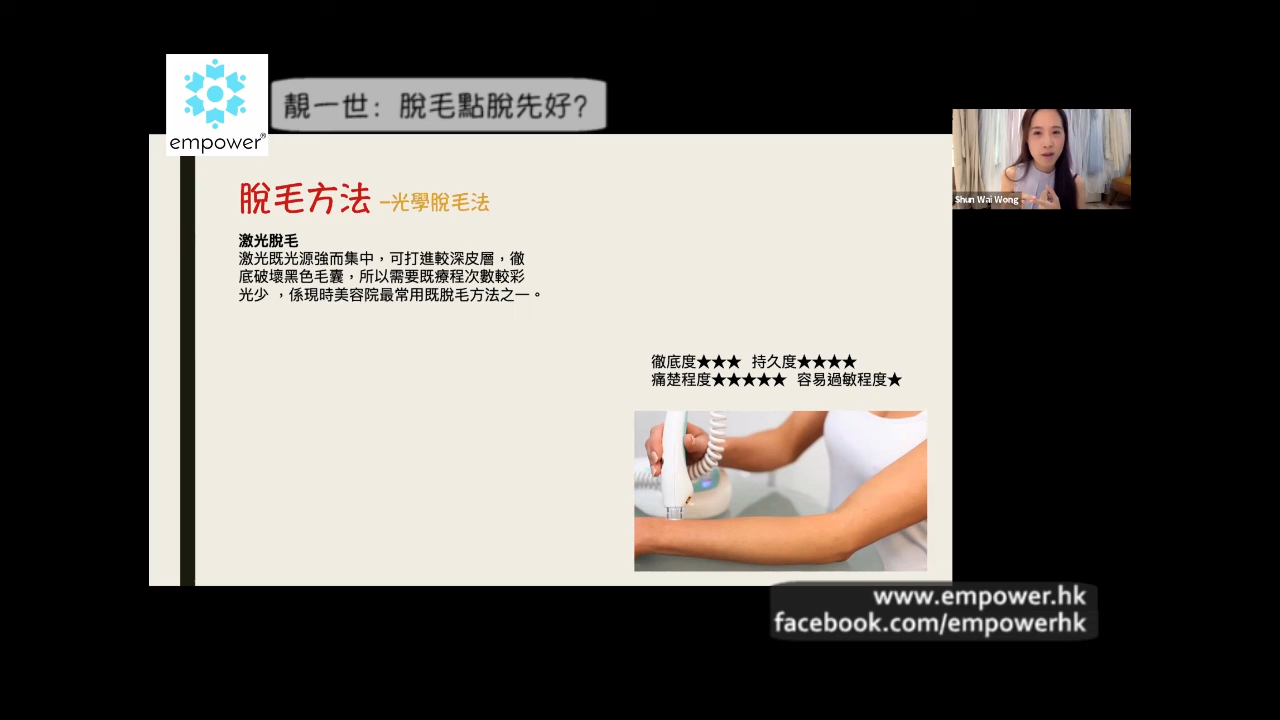 empower®
靚一世：脫毛點脫先好?
脫毛方法 -光學脫毛法
激光脫毛
激光既光源強而集中，可打進較深皮層，徹
底破壞黑色毛囊，所以需要既療程次數較彩
光少 ，係現時美容院最常用既脫毛方法之一。
徹底度★★★ 持久度★★★★
痛楚程度★★★★★ 容易過敏程度★
Shun Wai Wong
www.empower.hk
facebook.com/empowerhk